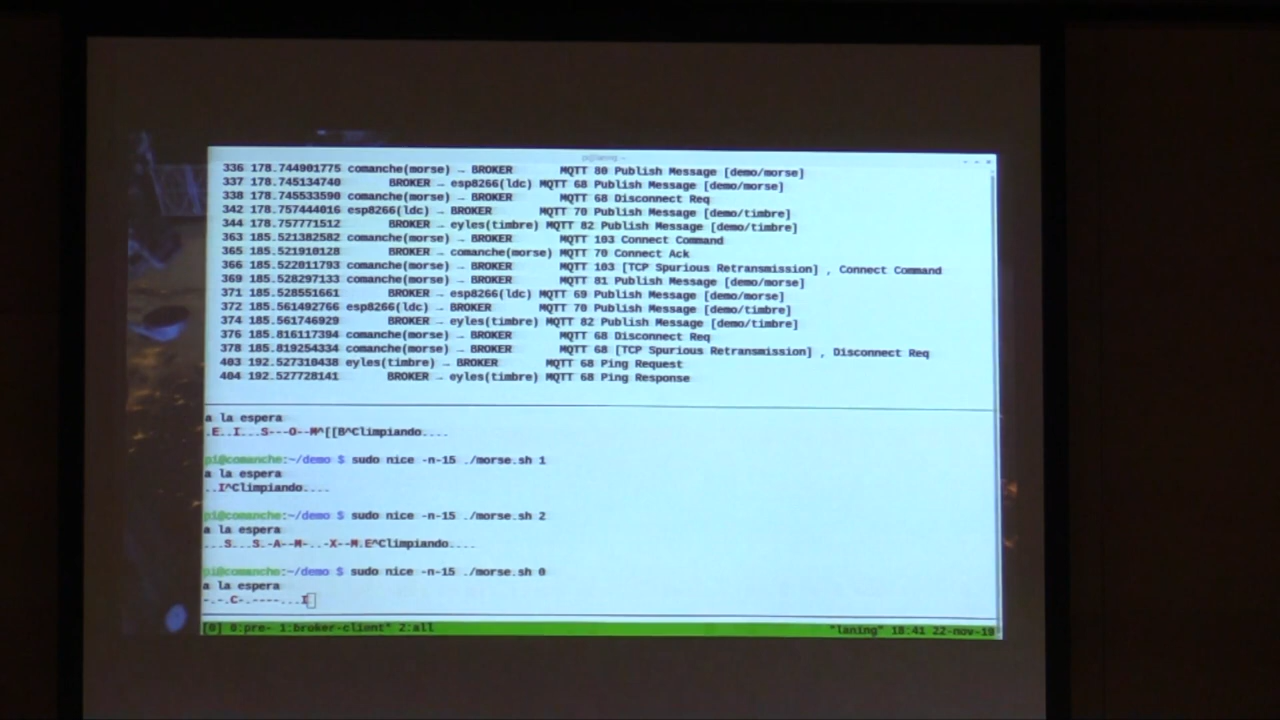 336 178.744901775 comanche(morse) → BROKER MQTT 80 Publish Message [demo/morse]
337 178.745134740 BROKER → esp8266(ldc) MQTT 68 Publish Message [demo/morse]
338 178.745533590 comanche(morse) → BROKER MQTT 68 Disconnect Req
342 178.757444016 esp8266(ldc) → BROKER MQTT 70 Publish Message [demo/timbre]
344 178.757771512 BROKER → eyles(timbre) MQTT 82 Publish Message [demo/timbre]
363 185.521382582 comanche(morse) → BROKER MQTT 103 Connect Command
365 185.521910128 BROKER → comanche(morse) MQTT 70 Connect Ack
366 185.522011793 comanche(morse) → BROKER MQTT 103 [TCP Spurious Retransmission] , Connect Command
369 185.528297133 comanche(morse) → BROKER MQTT 81 Publish Message [demo/morse]
371 185.528551661 BROKER → esp8266(ldc) MQTT 69 Publish Message [demo/morse]
372 185.561492766 esp8266(ldc) → BROKER MQTT 70 Publish Message [demo/timbre]
374 185.561746929 BROKER → eyles(timbre) MQTT 82 Publish Message [demo/timbre]
376 185.816117394 comanche(morse) → BROKER MQTT 68 Disconnect Req
378 185.819254334 comanche(morse) → BROKER MQTT 68 [TCP Spurious Retransmission] , Disconnect Req
403 192.527310438 eyles(timbre) → BROKER MQTT 68 Ping Request
404 192.527728141 BROKER → eyles(timbre) MQTT 68 Ping Response
a la espera
.E..I...S---O--M^[[B^Climpiando....
pi@comanche:~/demo $ sudo nice -n-15 ./morse.sh 1
a la espera
..I^Climpiando....
pi@comanche:~/demo $ sudo nice -n-15 ./morse.sh 2
a la espera
...S...S.-A--M-..-X--M.E^Climpiando....
pi@comanche:~/demo $ sudo nice -n-15 ./morse.sh 0
a la espera
-.-.C-.----...I
[0] 0:pre- 1:broker-client* 2:all "laning" 18:41 22-nov-19